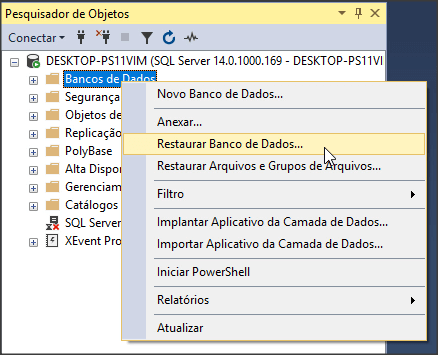 Pesquisador de Objetos
Conectar
DESKTOP-PS11VIM (SQL Server 14.0.1000.169 - DESKTOP-PS11VI
Bancos de Dados
Segurança
Objetos de
Replicação
PolyBase
Alta Dispon
Gerenciam
Catálogos
SQL Server
XEvent Pro
Novo Banco de Dados...
Anexar...
Restaurar Banco de Dados...
Restaurar Arquivos e Grupos de Arquivos...
Filtro
Implantar Aplicativo da Camada de Dados...
Importar Aplicativo da Camada de Dados...
Iniciar PowerShell
Relatórios
Atualizar